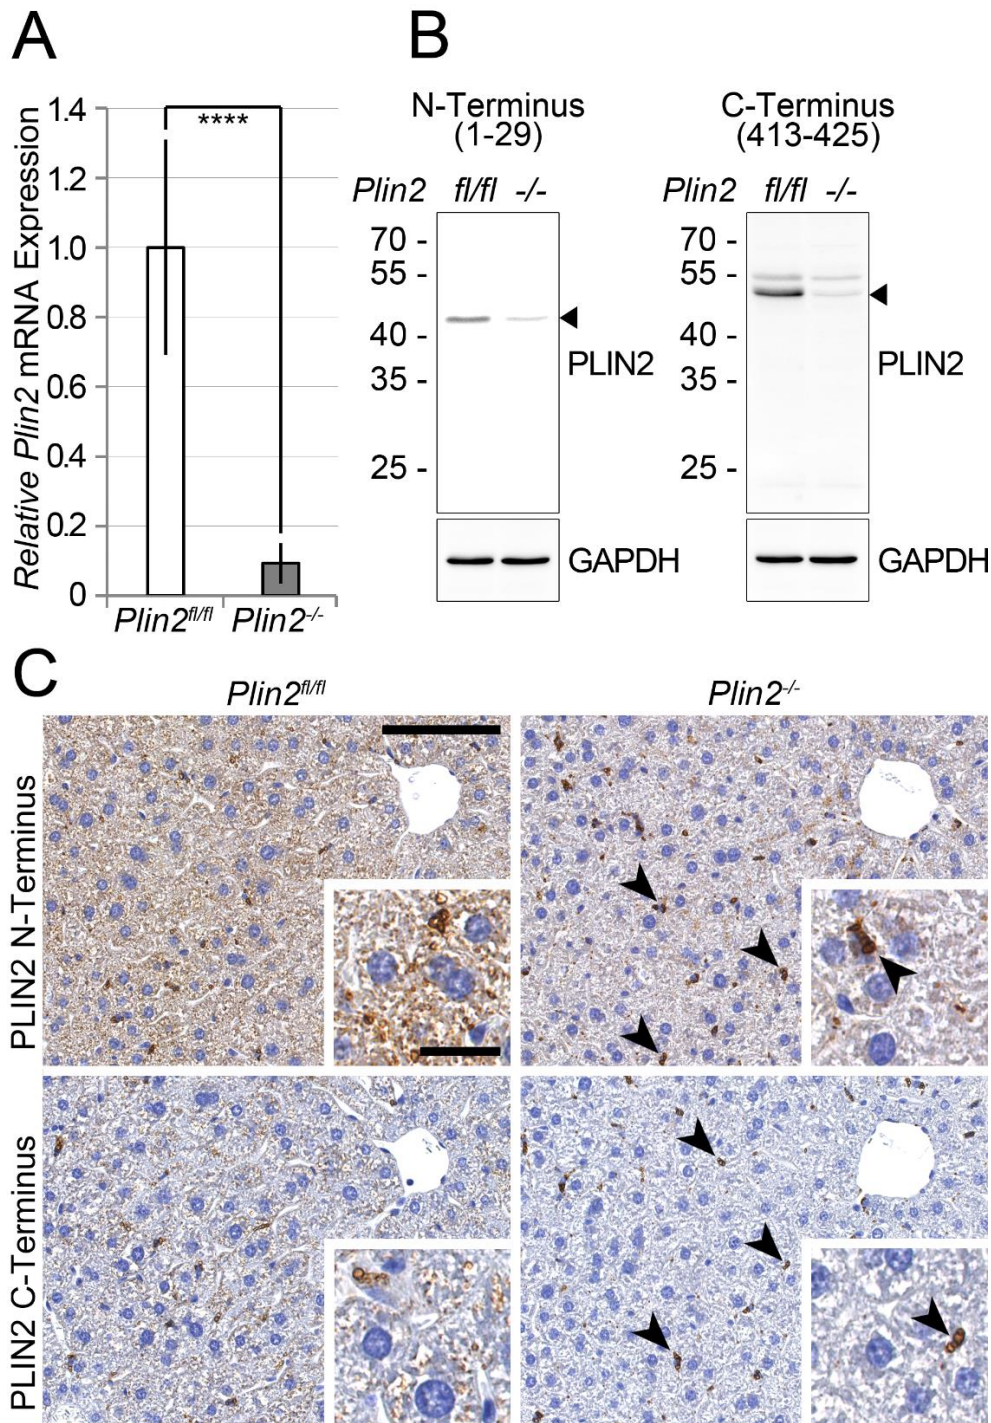 A
Relative Plin2 mRNA Expression
1.4
1.2
1.0
0.8
0.6
0.4
0.2
0
****
Plin2fl/fl
Plin2-/-
B
N-Terminus
(1-29)
Plin2 fl/fl -/-
70 -
55 -
40 -
35 -
25 -
PLIN2
GAPDH
C-Terminus
(413-425)
Plin2 fl/fl -/-
70 -
55 -
40 -
35 -
25 -
PLIN2
GAPDH
C
Plin2fl/fl
Plin2-/-
PLIN2 N-Terminus
PLIN2 C-Terminus